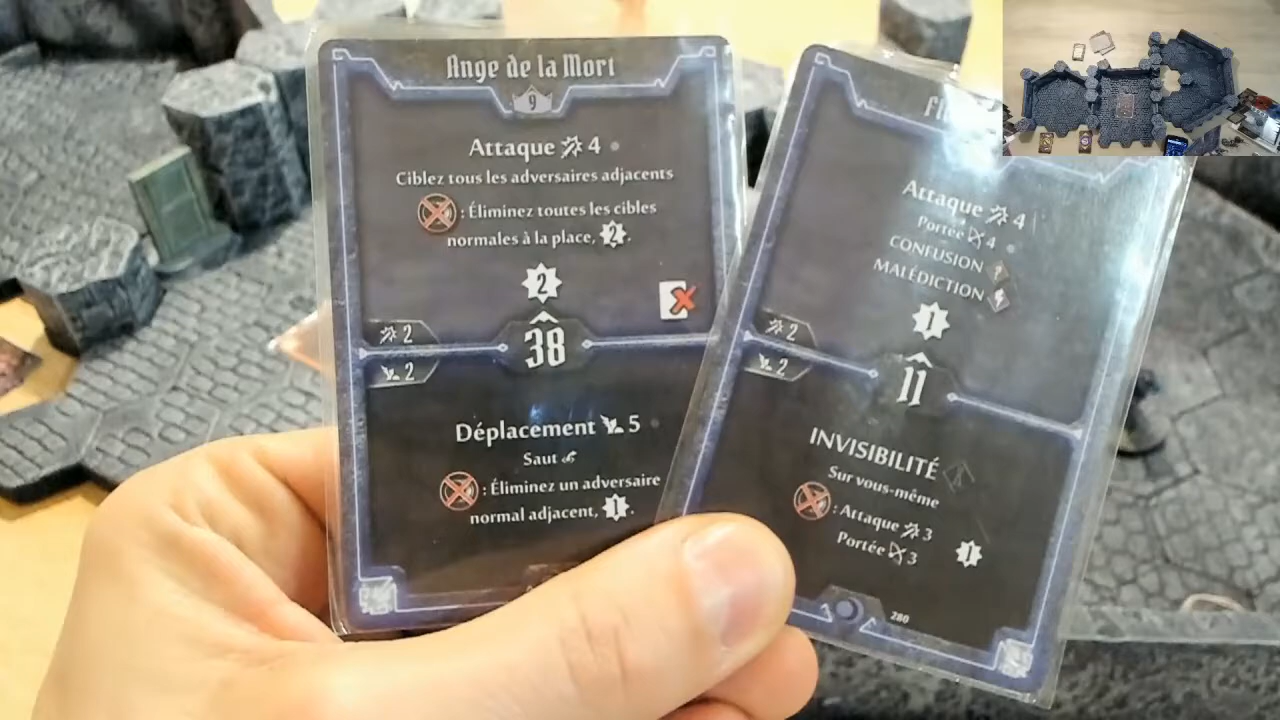 Ange de la Mort
9
Attaque 4
Ciblez tous les adversaires adjacents
: Éliminez toutes les cibles
normales à la place, 2.
2
2
38
2
Déplacement 5
Saut
: Éliminez un adversaire
normal adjacent, 1.
Attaque 4
Portée 4
CONFUSION
MALÉDICTION
1
2
11
2
INVISIBILITÉ
Sur vous-même
: Attaque 3
Portée 3
1
280